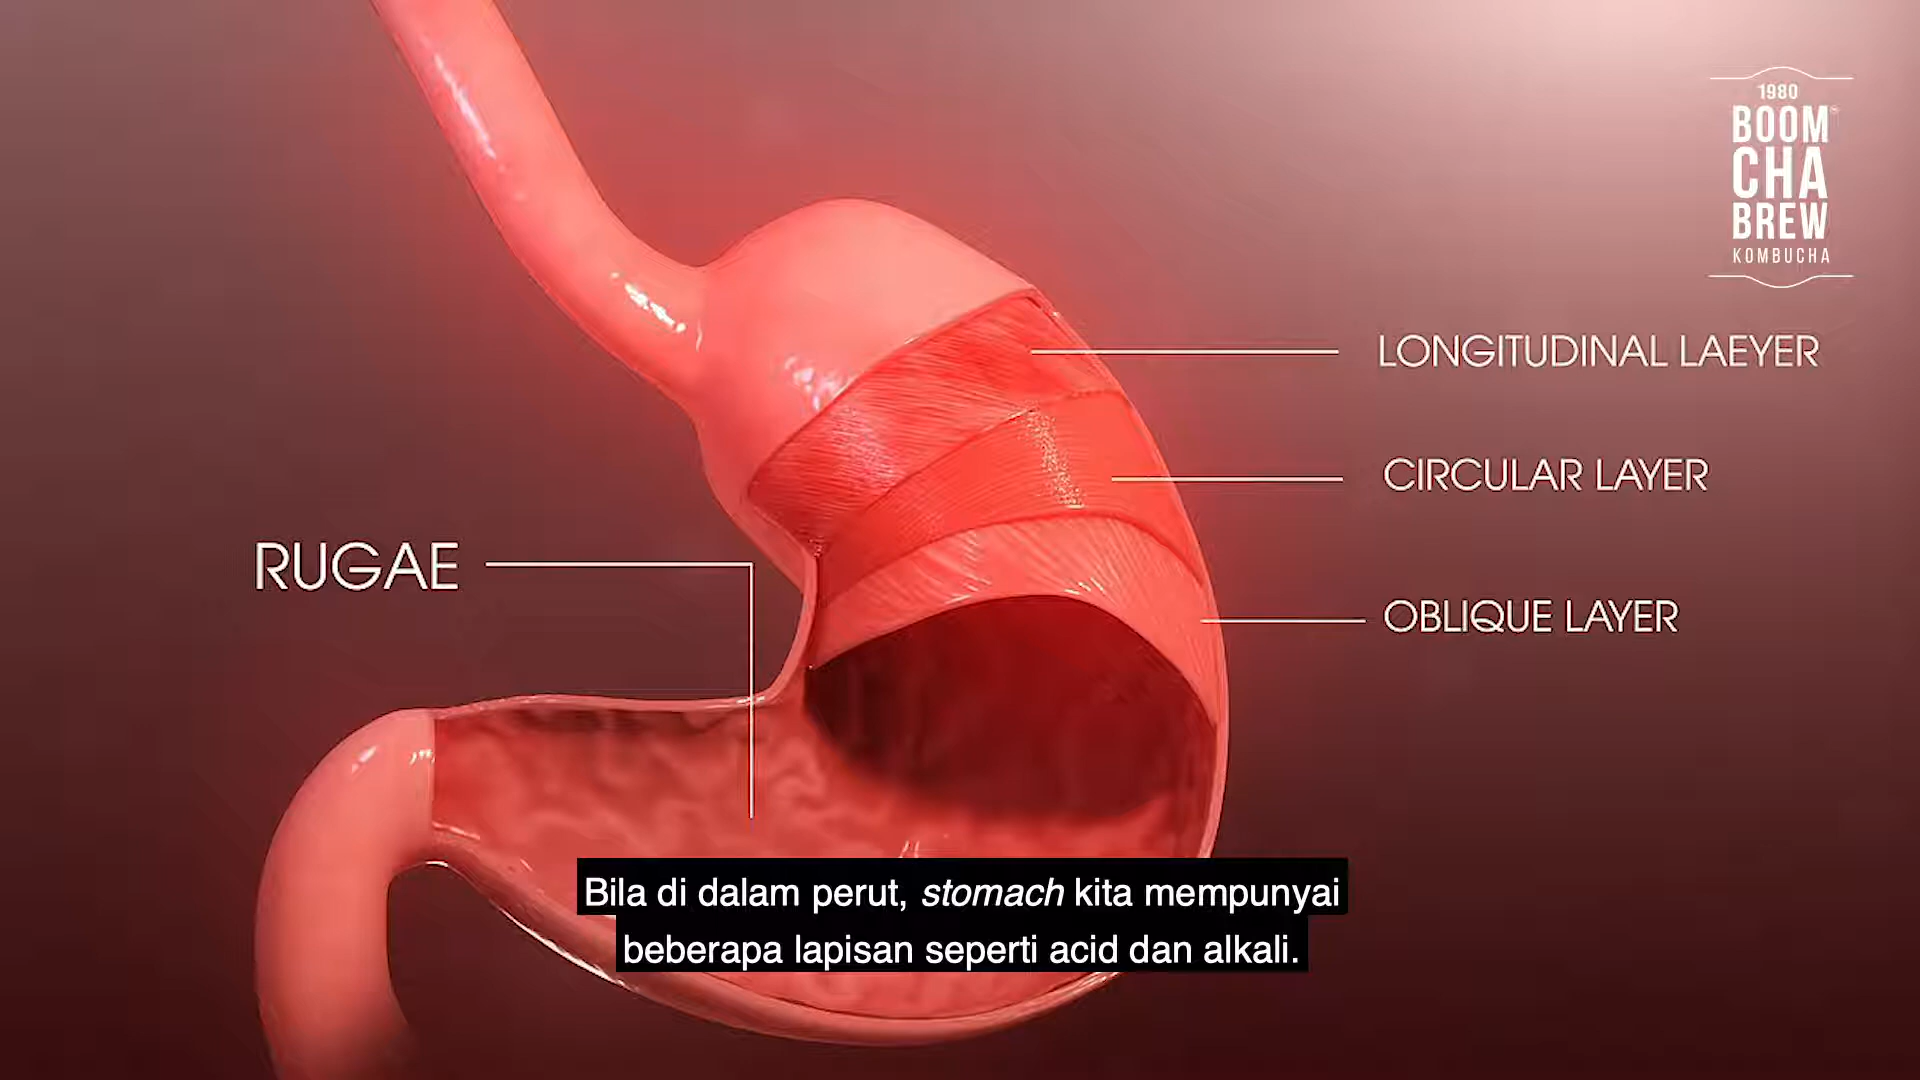 1980
BOOM
CHA
BREW
KOMBUCHA
LONGITUDINAL LAEYER
CIRCULAR LAYER
RUGAE
OBLIQUE LAYER
Bila di dalam perut, stomach kita mempunyai
beberapa lapisan seperti acid dan alkali.